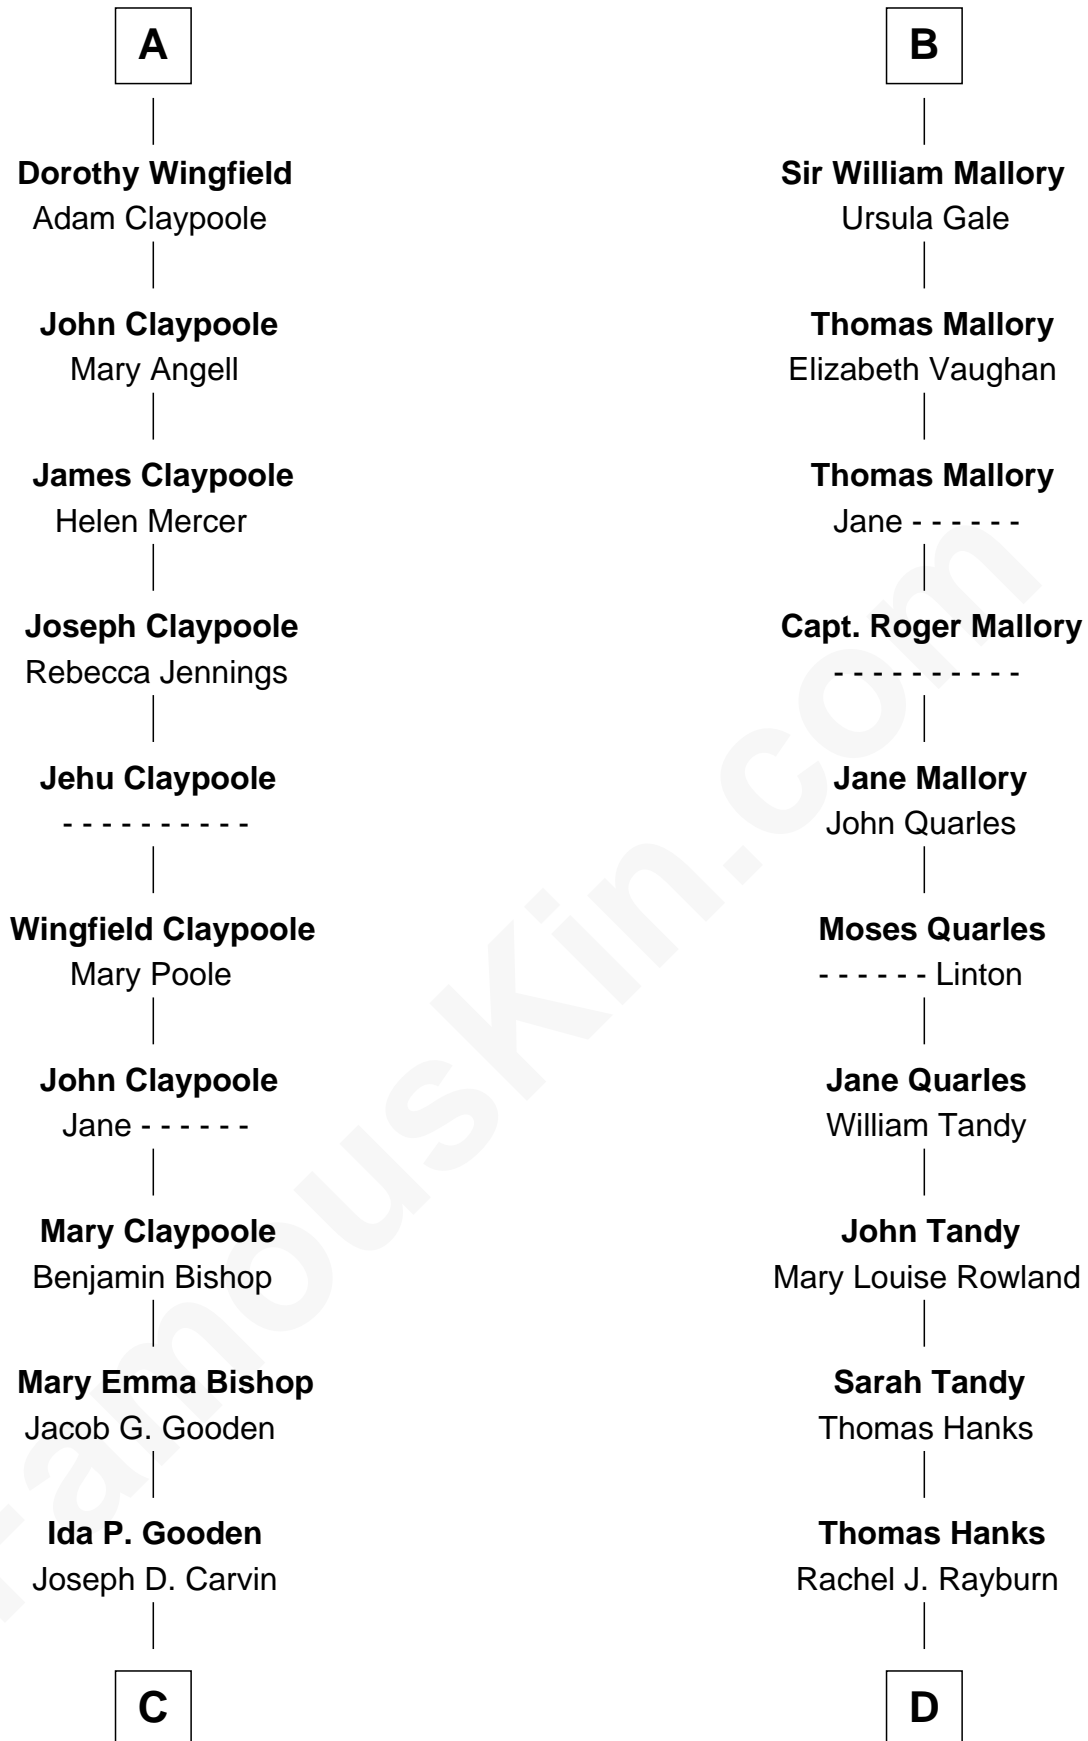 A
Dorothy Wingfield
Adam Claypoole
John Claypoole
Mary Angell
James Claypoole
Helen Mercer
Joseph Claypoole
Rebecca Jennings
Jehu Claypoole
- - - - - - - - - -
Wingfield Claypoole
Mary Poole
John Claypoole
Jane - - - - - -
Mary Claypoole
Benjamin Bishop
Mary Emma Bishop
Jacob G. Gooden
Ida P. Gooden
Joseph D. Carvin
C
B
Sir William Mallory
Ursula Gale
Thomas Mallory
Elizabeth Vaughan
Thomas Mallory
Jane - - - - - -
Capt. Roger Mallory
- - - - - - - - - -
Jane Mallory
John Quarles
Moses Quarles
- - - - - - Linton
Jane Quarles
William Tandy
John Tandy
Mary Louise Rowland
Sarah Tandy
Thomas Hanks
Thomas Hanks
Rachel J. Rayburn
D
FamousKin.com